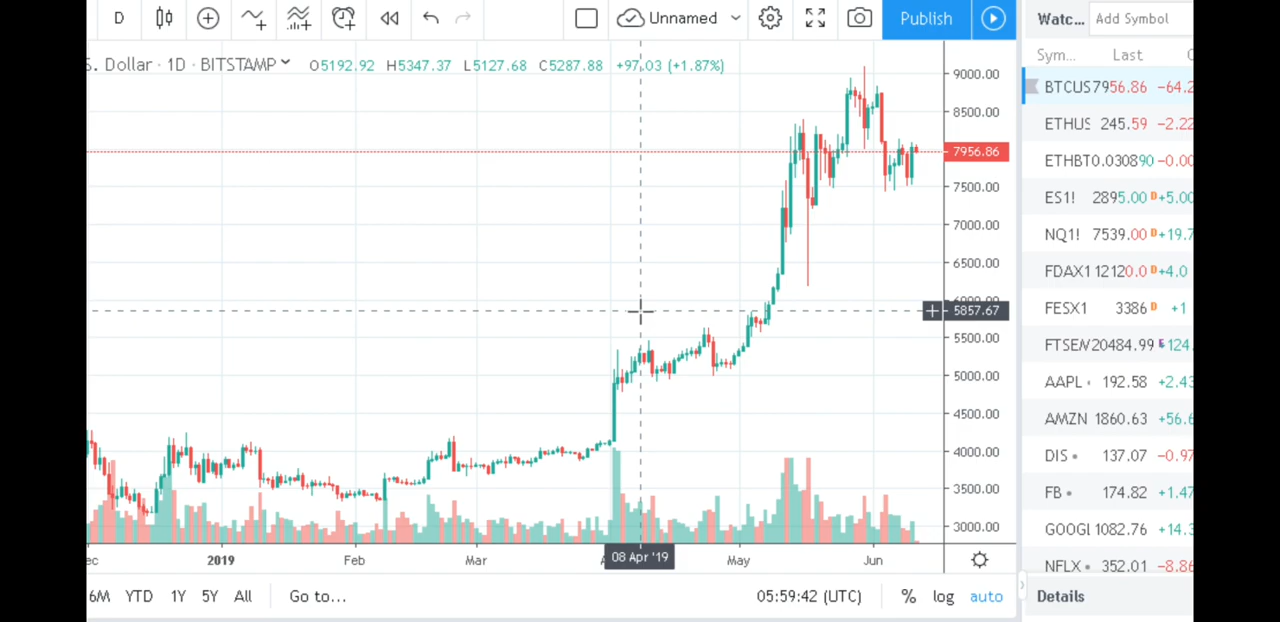 D Unnamed Publish
Watc... Add Symbol
S. Dollar · 1D · BITSTAMP O5192.92 H5347.37 L5127.68 C5287.88 +97.03 (+1.87%)
Sym... Last C
9000.00
8500.00
7956.86
7500.00
7000.00
6500.00
6000.00
5857.67
5500.00
5000.00
4500.00
4000.00
3500.00
3000.00
BTCUS 7956.86 −64.2
ETHUS 245.59 −2.22
ETHBT 0.030890 −0.00
ES1! 2895.00 D +5.00
NQ1! 7539.00 D +19.7
FDAX1 12120.0 D +4.0
FESX1 3386 D +1
FTSEM 20484.99 E 124.
AAPL 192.58 +2.43
AMZN 1860.63 +56.6
DIS 137.07 −0.97
FB 174.82 +1.47
GOOGL 1082.76 +14.3
NFLX 352.01 −8.86
ec 2019 Feb Mar A 08 Apr '19 May Jun
6M YTD 1Y 5Y All Go to... 05:59:42 (UTC) % log auto
Details